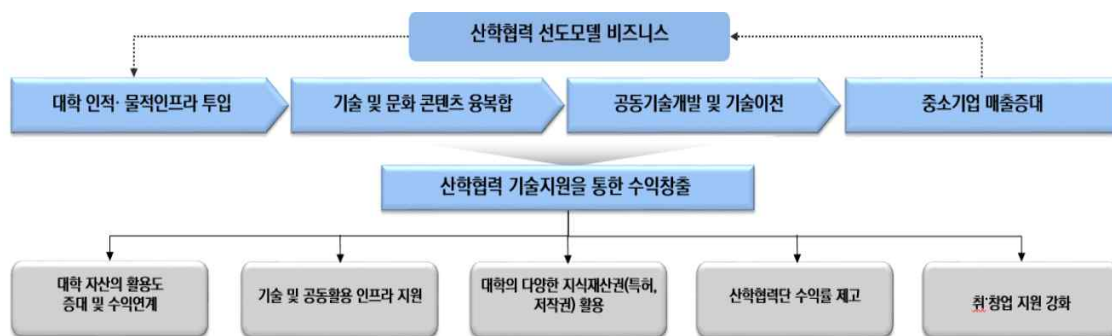 산학협력 선도모델 비즈니스
대학 인적· 물적인프라 투입
기술 및 문화 콘텐츠 융복합
공동기술개발 및 기술이전
중소기업 매출증대
산학협력 기술지원을 통한 수익창출
대학 자산의 활용도
증대 및 수익연계
기술 및 공동활용 인프라 지원
대학의 다양한 지식재산권(특허,
저작권) 활용
산학협력단 수익률 제고
취·창업 지원 강화